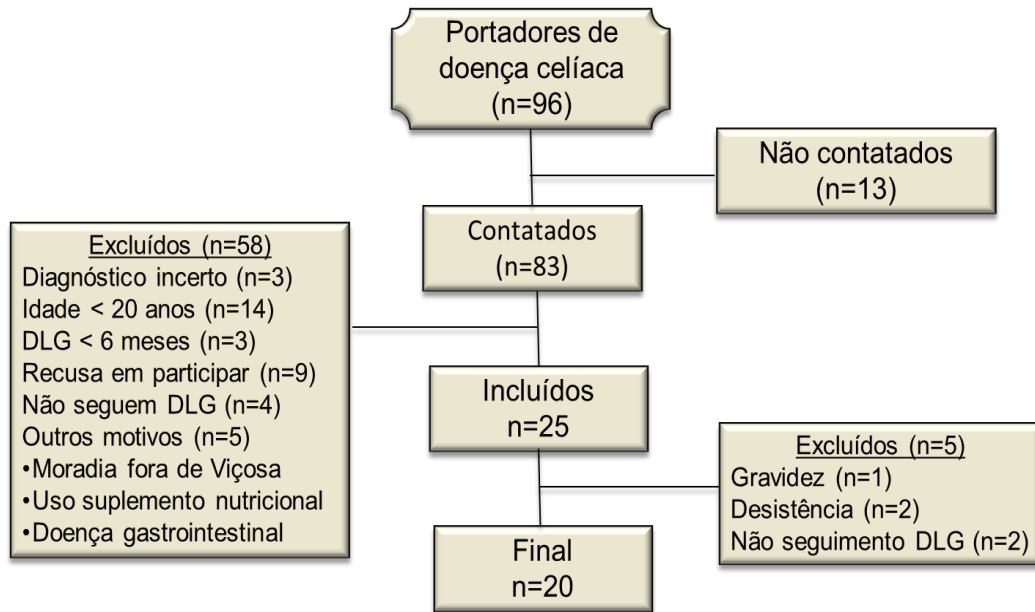 Portadores de
doença celíaca
(n=96)
Não contatados
(n=13)
Contatados
(n=83)
Excluídos (n=58)
Diagnóstico incerto (n=3)
Idade < 20 anos (n=14)
DLG < 6 meses (n=3)
Recusa em participar (n=9)
Não seguem DLG (n=4)
Outros motivos (n=5)
•Moradia fora de Viçosa
•Uso suplemento nutricional
•Doença gastrointestinal
Incluídos
n=25
Excluídos (n=5)
Gravidez (n=1)
Desistência (n=2)
Não seguimento DLG (n=2)
Final
n=20